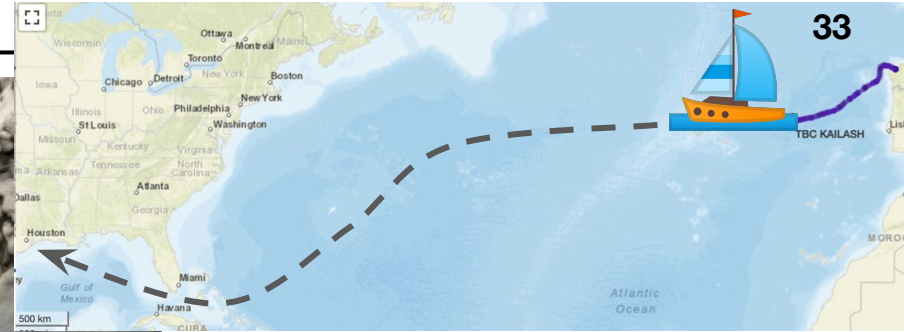 33
Ottawa
Montreal
Maine
Wisconsin
Toronto
Chicago
Detroit
New York
Boston
Iowa
New York
Illinois
Ohio
Philadelphia
St Louis
Washington
Missouri
Kentucky
Virginia
TBC KAILASH
Tennessee
North
Carolina
Arkansas
Atlanta
Dallas
Georgia
Houston
Miami
Gulf of
Mexico
Atlantic
Ocean
Havana
500 km
CUBA